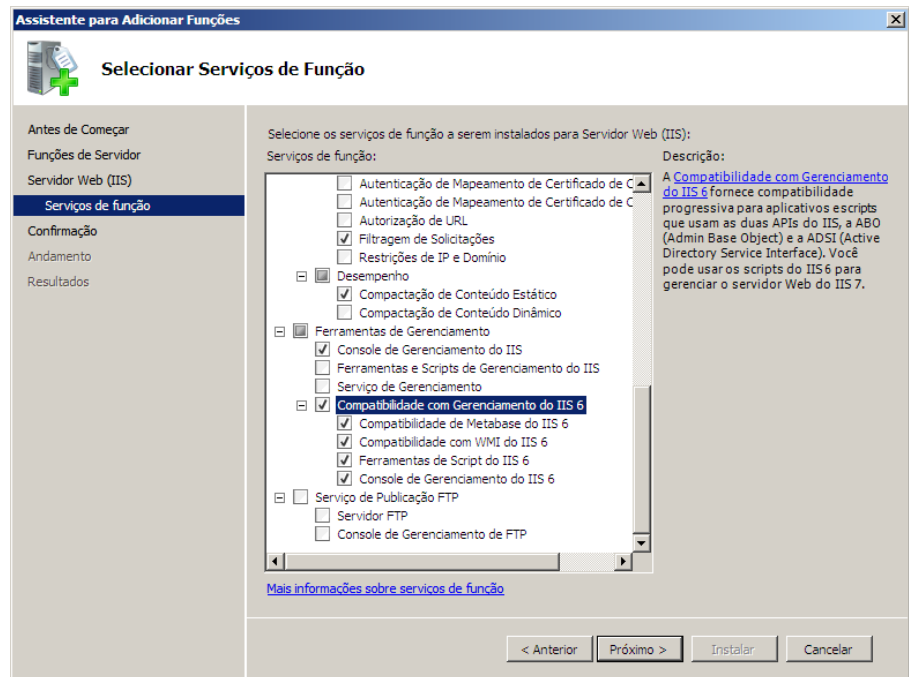 Assistente para Adicionar Funções
Selecionar Serviços de Função
Antes de Começar
Funções de Servidor
Servidor Web (IIS)
Serviços de função
Confirmação
Andamento
Resultados
Selecione os serviços de função a serem instalados para Servidor Web (IIS):
Serviços de função:
Autenticação de Mapeamento de Certificado de C
Autenticação de Mapeamento de Certificado de C
Autorização de URL
Filtragem de Solicitações
Restrições de IP e Domínio
Desempenho
Compactação de Conteúdo Estático
Compactação de Conteúdo Dinâmico
Ferramentas de Gerenciamento
Console de Gerenciamento do IIS
Ferramentas e Scripts de Gerenciamento do IIS
Serviço de Gerenciamento
Compatibilidade com Gerenciamento do IIS 6
Compatibilidade de Metabase do IIS 6
Compatibilidade com WMI do IIS 6
Ferramentas de Script do IIS 6
Console de Gerenciamento do IIS 6
Serviço de Publicação FTP
Servidor FTP
Console de Gerenciamento de FTP
Mais informações sobre serviços de função
Descrição:
A Compatibilidade com Gerenciamento
do IIS 6 fornece compatibilidade
progressiva para aplicativos escripts
que usam as duas APIs do IIS, a ABO
(Admin Base Object) e a ADSI (Active
Directory Service Interface). Você
pode usar os scripts do IIS 6 para
gerenciar o servidor Web do IIS 7.
< Anterior
Próximo >
Instalar
Cancelar